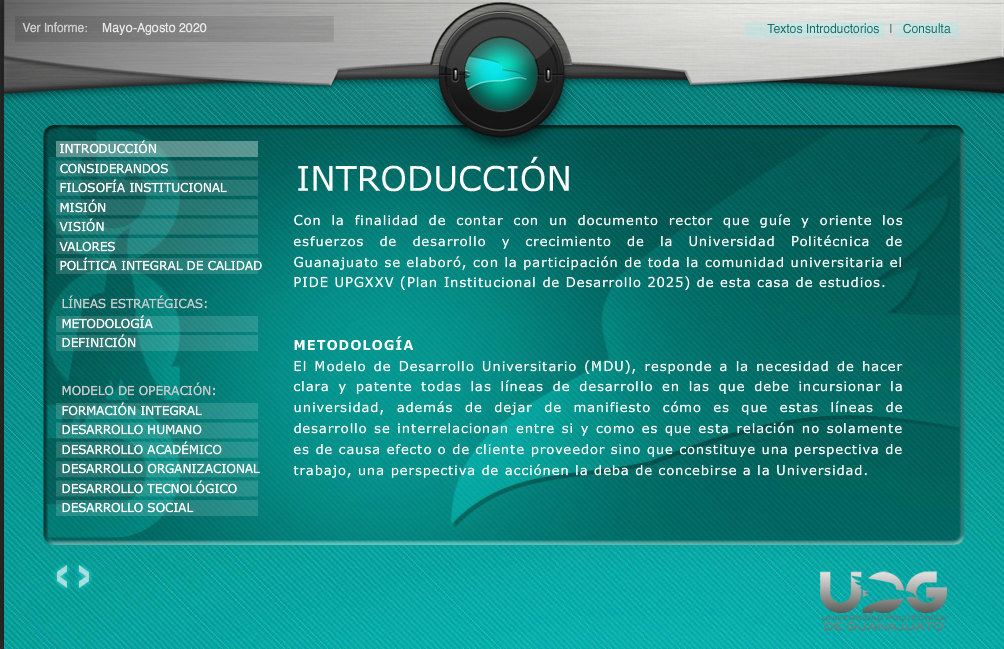 Ver Informe: Mayo-Agosto 2020
Textos Introductorios | Consulta
INTRODUCCIÓN
CONSIDERANDOS
FILOSOFÍA INSTITUCIONAL
MISIÓN
VISIÓN
VALORES
POLÍTICA INTEGRAL DE CALIDAD
LÍNEAS ESTRATÉGICAS:
METODOLOGÍA
DEFINICIÓN
MODELO DE OPERACIÓN:
FORMACIÓN INTEGRAL
DESARROLLO HUMANO
DESARROLLO ACADÉMICO
DESARROLLO ORGANIZACIONAL
DESARROLLO TECNOLÓGICO
DESARROLLO SOCIAL
INTRODUCCIÓN
Con la finalidad de contar con un documento rector que guíe y oriente los
esfuerzos de desarrollo y crecimiento de la Universidad Politécnica de
Guanajuato se elaboró, con la participación de toda la comunidad universitaria el
PIDE UPGXXV (Plan Institucional de Desarrollo 2025) de esta casa de estudios.
METODOLOGÍA
El Modelo de Desarrollo Universitario (MDU), responde a la necesidad de hacer
clara y patente todas las líneas de desarrollo en las que debe incursionar la
universidad, además de dejar de manifiesto cómo es que estas líneas de
desarrollo se interrelacionan entre si y como es que esta relación no solamente
es de causa efecto o de cliente proveedor sino que constituye una perspectiva de
trabajo, una perspectiva de acciónen la deba de concebirse a la Universidad.
UPG
DE GUANAJUATO